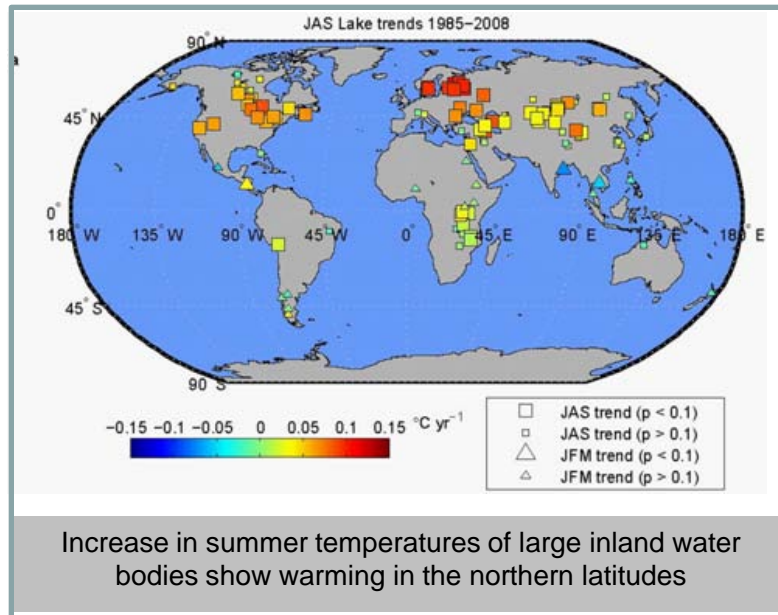 JAS Lake trends 1985−2008
a
90° N
45° N
0°
180° W 135° W 90° W 45° W 0° 45° E 90° E 135° E 180° E
45° S
90° S
−0.15 −0.1 −0.05 0 0.05 0.1 0.15 °C yr⁻¹
JAS trend (p < 0.1)
JAS trend (p > 0.1)
JFM trend (p < 0.1)
JFM trend (p > 0.1)
Increase in summer temperatures of large inland water
bodies show warming in the northern latitudes